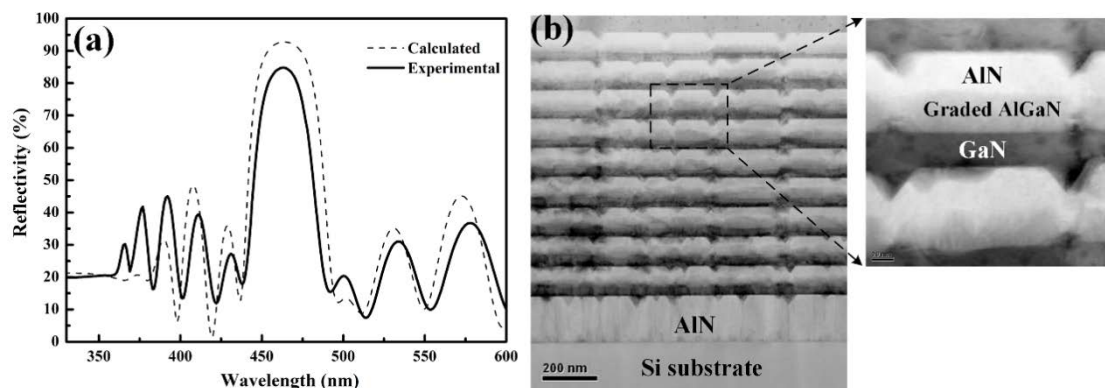 (a)
Calculated
Experimental
Reflectivity (%)
100
90
80
70
60
50
40
30
20
10
0
350
400
450
500
550
600
Wavelength (nm)
(b)
AlN
Si substrate
200 nm
AlN
Graded AlGaN
GaN